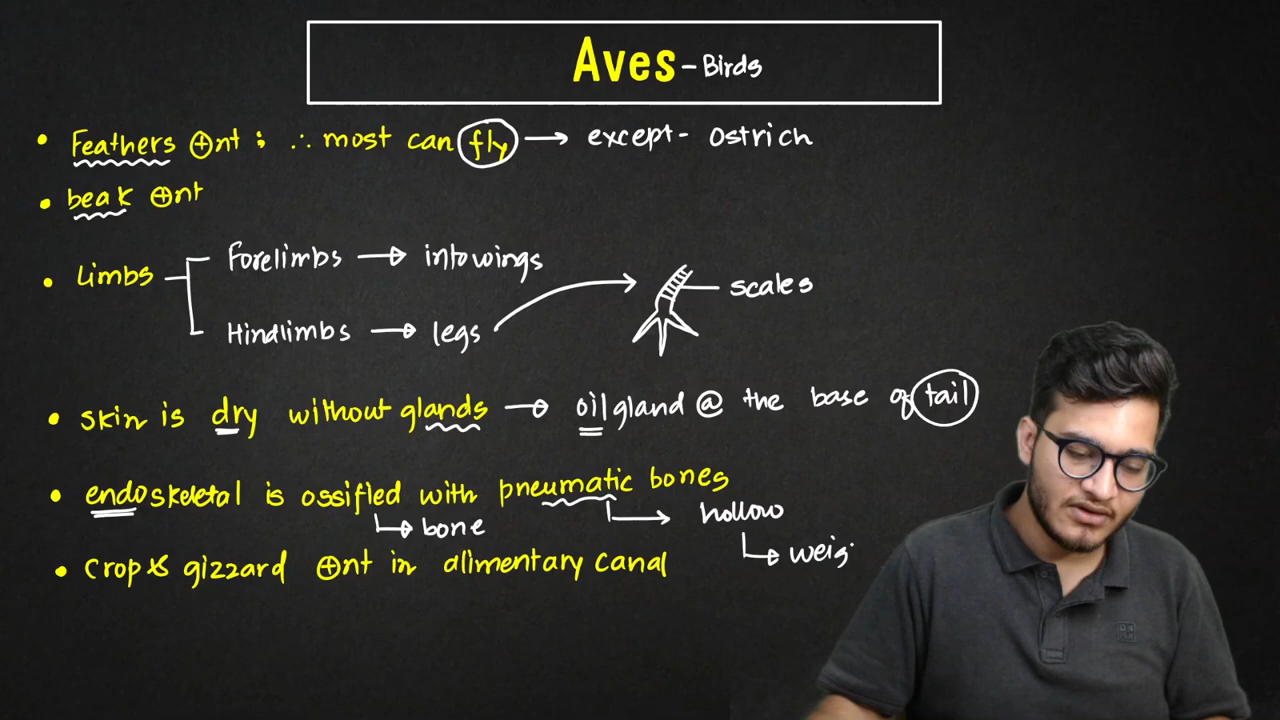 Aves - Birds
• Feathers ⊕nt ; ∴ most can fly → except - Ostrich
• beak ⊕nt
• Limbs
Forelimbs → into wings
Hindlimbs → legs
scales
• skin is dry without glands → oil gland @ the base of tail
• endoskeletal is ossified with pneumatic bones
↳ bone
→ hollow
↳ weig
• crop & gizzard ⊕nt in alimentary canal